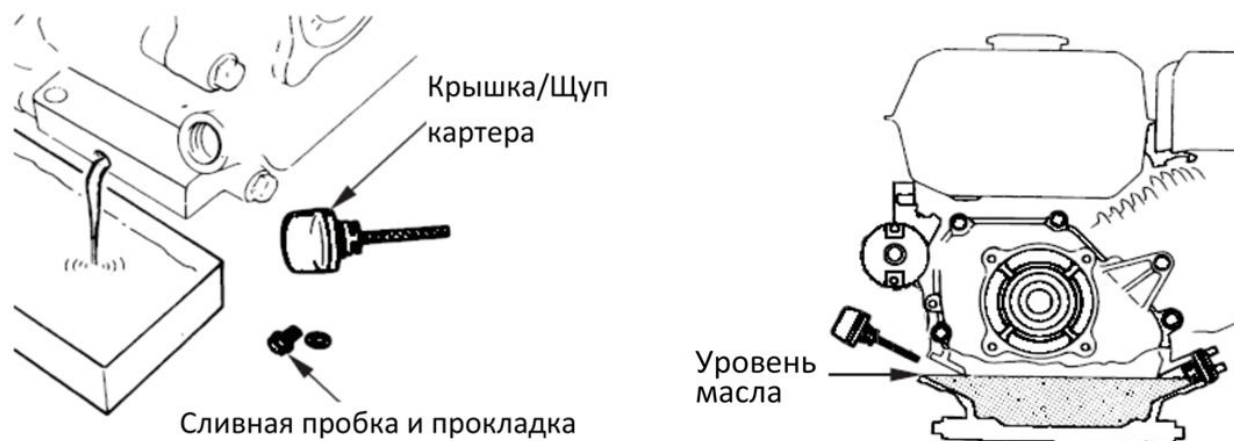 Крышка/Щуп
картера
Сливная пробка и прокладка
Уровень
масла